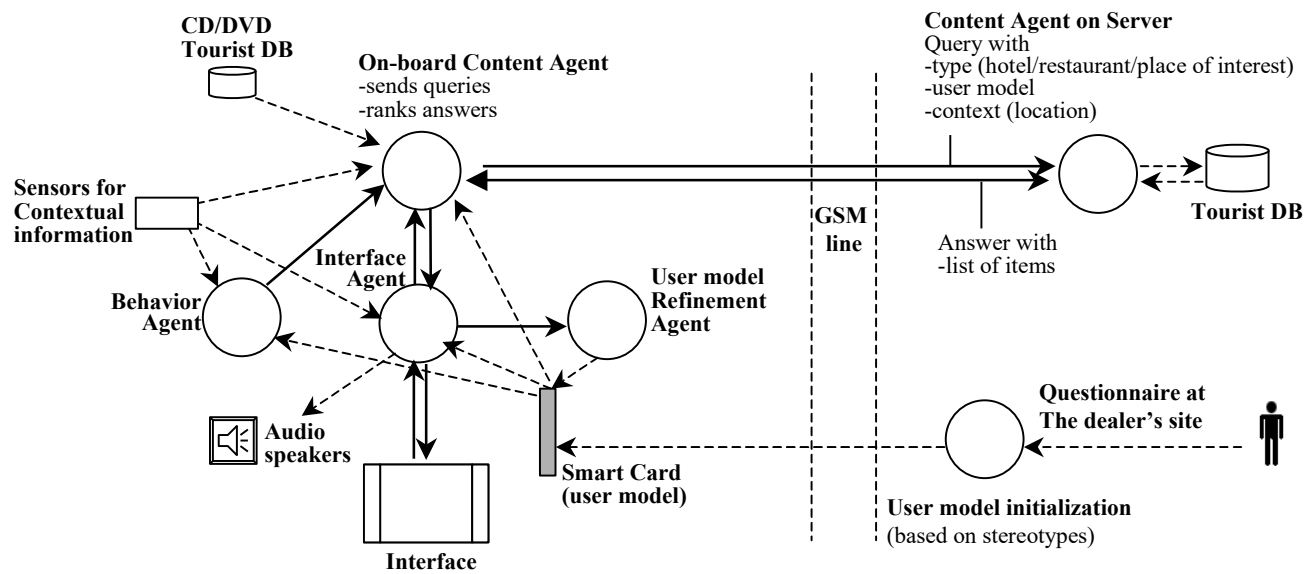 CD/DVD
Tourist DB
On-board Content Agent
-sends queries
-ranks answers
Content Agent on Server
Query with
-type (hotel/restaurant/place of interest)
-user model
-context (location)
Sensors for
Contextual
information
Tourist DB
GSM
line
Answer with
-list of items
Interface
Agent
User model
Refinement
Agent
Behavior
Agent
Questionnaire at
The dealer’s site
Audio
speakers
Smart Card
(user model)
User model initialization
(based on stereotypes)
Interface